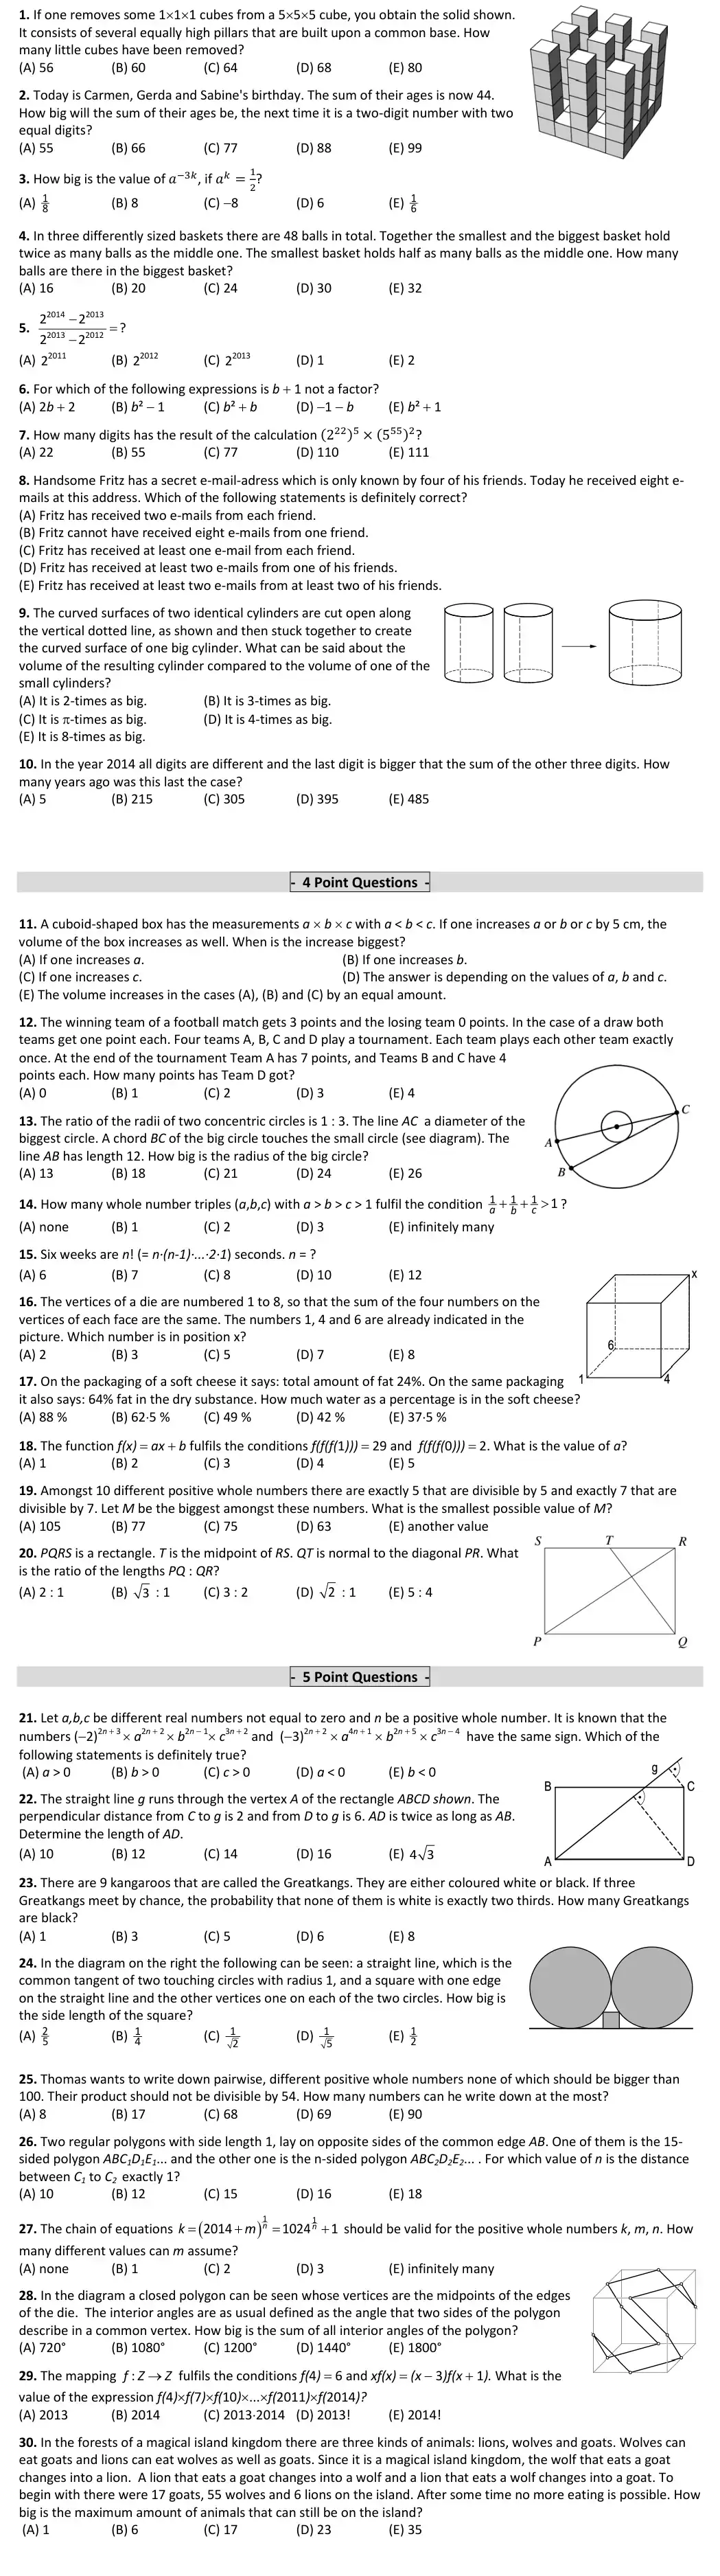 1. If one removes some 1×1×1 cubes from a 5×5×5 cube, you obtain the solid shown.
It consists of several equally high pillars that are built upon a common base. How
many little cubes have been removed?
(A) 56 (B) 60 (C) 64 (D) 68 (E) 80
2. Today is Carmen, Gerda and Sabine's birthday. The sum of their ages is now 44.
How big will the sum of their ages be, the next time it is a two-digit number with two
equal digits?
(A) 55 (B) 66 (C) 77 (D) 88 (E) 99
3. How big is the value of a⁻³ᵏ, if aᵏ = 1/2?
(A) 1/8 (B) 8 (C) –8 (D) 6 (E) 1/6
4. In three differently sized baskets there are 48 balls in total. Together the smallest and the biggest basket hold
twice as many balls as the middle one. The smallest basket holds half as many balls as the middle one. How many
balls are there in the biggest basket?
(A) 16 (B) 20 (C) 24 (D) 30 (E) 32
5. (2^2014 – 2^2013)/(2^2013 – 2^2012) = ?
(A) 2^2011 (B) 2^2012 (C) 2^2013 (D) 1 (E) 2
6. For which of the following expressions is b + 1 not a factor?
(A) 2b + 2 (B) b² – 1 (C) b² + b (D) –1 – b (E) b² + 1
7. How many digits has the result of the calculation (2^22)^5 × (5^55)^2?
(A) 22 (B) 55 (C) 77 (D) 110 (E) 111
8. Handsome Fritz has a secret e-mail-adress which is only known by four of his friends. Today he received eight e-
mails at this address. Which of the following statements is definitely correct?
(A) Fritz has received two e-mails from each friend.
(B) Fritz cannot have received eight e-mails from one friend.
(C) Fritz has received at least one e-mail from each friend.
(D) Fritz has received at least two e-mails from one of his friends.
(E) Fritz has received at least two e-mails from at least two of his friends.
9. The curved surfaces of two identical cylinders are cut open along
the vertical dotted line, as shown and then stuck together to create
the curved surface of one big cylinder. What can be said about the
volume of the resulting cylinder compared to the volume of one of the
small cylinders?
(A) It is 2-times as big. (B) It is 3-times as big.
(C) It is π-times as big. (D) It is 4-times as big.
(E) It is 8-times as big.
10. In the year 2014 all digits are different and the last digit is bigger that the sum of the other three digits. How
many years ago was this last the case?
(A) 5 (B) 215 (C) 305 (D) 395 (E) 485
- 4 Point Questions -
11. A cuboid-shaped box has the measurements a × b × c with a < b < c. If one increases a or b or c by 5 cm, the
volume of the box increases as well. When is the increase biggest?
(A) If one increases a. (B) If one increases b.
(C) If one increases c. (D) The answer is depending on the values of a, b and c.
(E) The volume increases in the cases (A), (B) and (C) by an equal amount.
12. The winning team of a football match gets 3 points and the losing team 0 points. In the case of a draw both
teams get one point each. Four teams A, B, C and D play a tournament. Each team plays each other team exactly
once. At the end of the tournament Team A has 7 points, and Teams B and C have 4
points each. How many points has Team D got?
(A) 0 (B) 1 (C) 2 (D) 3 (E) 4
13. The ratio of the radii of two concentric circles is 1 : 3. The line AC a diameter of the
biggest circle. A chord BC of the big circle touches the small circle (see diagram). The
line AB has length 12. How big is the radius of the big circle?
(A) 13 (B) 18 (C) 21 (D) 24 (E) 26
C
A
B
14. How many whole number triples (a,b,c) with a > b > c > 1 fulfil the condition 1/a + 1/b + 1/c > 1 ?
(A) none (B) 1 (C) 2 (D) 3 (E) infinitely many
15. Six weeks are n! (= n·(n-1)·...·2·1) seconds. n = ?
(A) 6 (B) 7 (C) 8 (D) 10 (E) 12
16. The vertices of a die are numbered 1 to 8, so that the sum of the four numbers on the
vertices of each face are the same. The numbers 1, 4 and 6 are already indicated in the
picture. Which number is in position x?
(A) 2 (B) 3 (C) 5 (D) 7 (E) 8
x
6
1
4
17. On the packaging of a soft cheese it says: total amount of fat 24%. On the same packaging
it also says: 64% fat in the dry substance. How much water as a percentage is in the soft cheese?
(A) 88 % (B) 62·5 % (C) 49 % (D) 42 % (E) 37·5 %
18. The function f(x) = ax + b fulfils the conditions f(f(f(1))) = 29 and f(f(f(0))) = 2. What is the value of a?
(A) 1 (B) 2 (C) 3 (D) 4 (E) 5
19. Amongst 10 different positive whole numbers there are exactly 5 that are divisible by 5 and exactly 7 that are
divisible by 7. Let M be the biggest amongst these numbers. What is the smallest possible value of M?
(A) 105 (B) 77 (C) 75 (D) 63 (E) another value
20. PQRS is a rectangle. T is the midpoint of RS. QT is normal to the diagonal PR. What
is the ratio of the lengths PQ : QR?
(A) 2 : 1 (B) √3 : 1 (C) 3 : 2 (D) √2 : 1 (E) 5 : 4
S T R
P Q
- 5 Point Questions -
21. Let a,b,c be different real numbers not equal to zero and n be a positive whole number. It is known that the
numbers (–2)^(2n + 3) × a^(2n + 2) × b^(2n – 1) × c^(3n + 2) and (–3)^(2n + 2) × a^(4n + 1) × b^(2n + 5) × c^(3n – 4) have the same sign. Which of the
following statements is definitely true?
(A) a > 0 (B) b > 0 (C) c > 0 (D) a < 0 (E) b < 0
22. The straight line g runs through the vertex A of the rectangle ABCD shown. The
perpendicular distance from C to g is 2 and from D to g is 6. AD is twice as long as AB.
Determine the length of AD.
(A) 10 (B) 12 (C) 14 (D) 16 (E) 4√3
g
B C
A D
23. There are 9 kangaroos that are called the Greatkangs. They are either coloured white or black. If three
Greatkangs meet by chance, the probability that none of them is white is exactly two thirds. How many Greatkangs
are black?
(A) 1 (B) 3 (C) 5 (D) 6 (E) 8
24. In the diagram on the right the following can be seen: a straight line, which is the
common tangent of two touching circles with radius 1, and a square with one edge
on the straight line and the other vertices one on each of the two circles. How big is
the side length of the square?
(A) 2/5 (B) 1/4 (C) 1/√2 (D) 1/√5 (E) 1/2
25. Thomas wants to write down pairwise, different positive whole numbers none of which should be bigger than
100. Their product should not be divisible by 54. How many numbers can he write down at the most?
(A) 8 (B) 17 (C) 68 (D) 69 (E) 90
26. Two regular polygons with side length 1, lay on opposite sides of the common edge AB. One of them is the 15-
sided polygon ABC₁D₁E₁... and the other one is the n-sided polygon ABC₂D₂E₂... . For which value of n is the distance
between C₁ to C₂ exactly 1?
(A) 10 (B) 12 (C) 15 (D) 16 (E) 18
27. The chain of equations k = (2014 + m)^(1/n) = 1024^(1/n) + 1 should be valid for the positive whole numbers k, m, n. How
many different values can m assume?
(A) none (B) 1 (C) 2 (D) 3 (E) infinitely many
28. In the diagram a closed polygon can be seen whose vertices are the midpoints of the edges
of the die. The interior angles are as usual defined as the angle that two sides of the polygon
describe in a common vertex. How big is the sum of all interior angles of the polygon?
(A) 720° (B) 1080° (C) 1200° (D) 1440° (E) 1800°
29. The mapping f : Z → Z fulfils the conditions f(4) = 6 and xf(x) = (x – 3)f(x + 1). What is the
value of the expression f(4)×f(7)×f(10)×...×f(2011)×f(2014)?
(A) 2013 (B) 2014 (C) 2013·2014 (D) 2013! (E) 2014!
30. In the forests of a magical island kingdom there are three kinds of animals: lions, wolves and goats. Wolves can
eat goats and lions can eat wolves as well as goats. Since it is a magical island kingdom, the wolf that eats a goat
changes into a lion. A lion that eats a goat changes into a wolf and a lion that eats a wolf changes into a goat. To
begin with there were 17 goats, 55 wolves and 6 lions on the island. After some time no more eating is possible. How
big is the maximum amount of animals that can still be on the island?
(A) 1 (B) 6 (C) 17 (D) 23 (E) 35